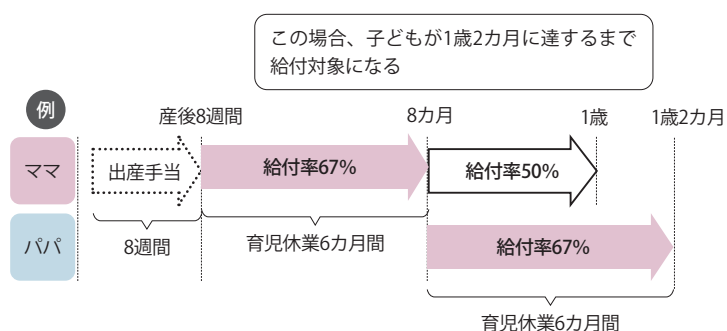 この場合、子どもが1歳2カ月に達するまで
給付対象になる
例
産後8週間
8カ月
1歳
1歳2カ月
ママ
出産手当
給付率67%
給付率50%
パパ
8週間
育児休業6カ月間
給付率67%
育児休業6カ月間